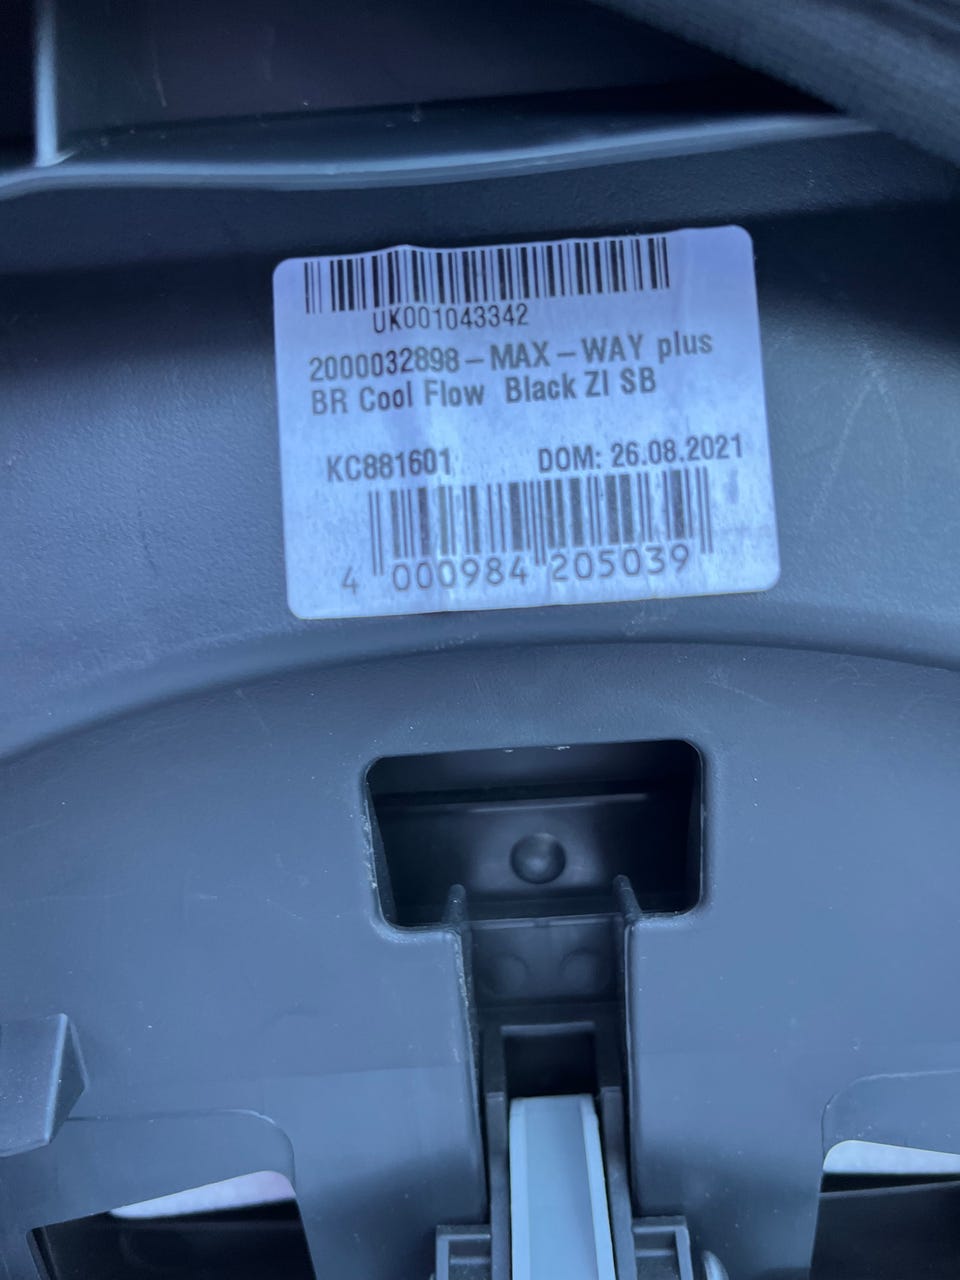 UK001043342
2000032898-MAX-WAY plus
BR Cool Flow Black ZI SB
KC881601 DOM: 26.08.2021
4 000984 205039